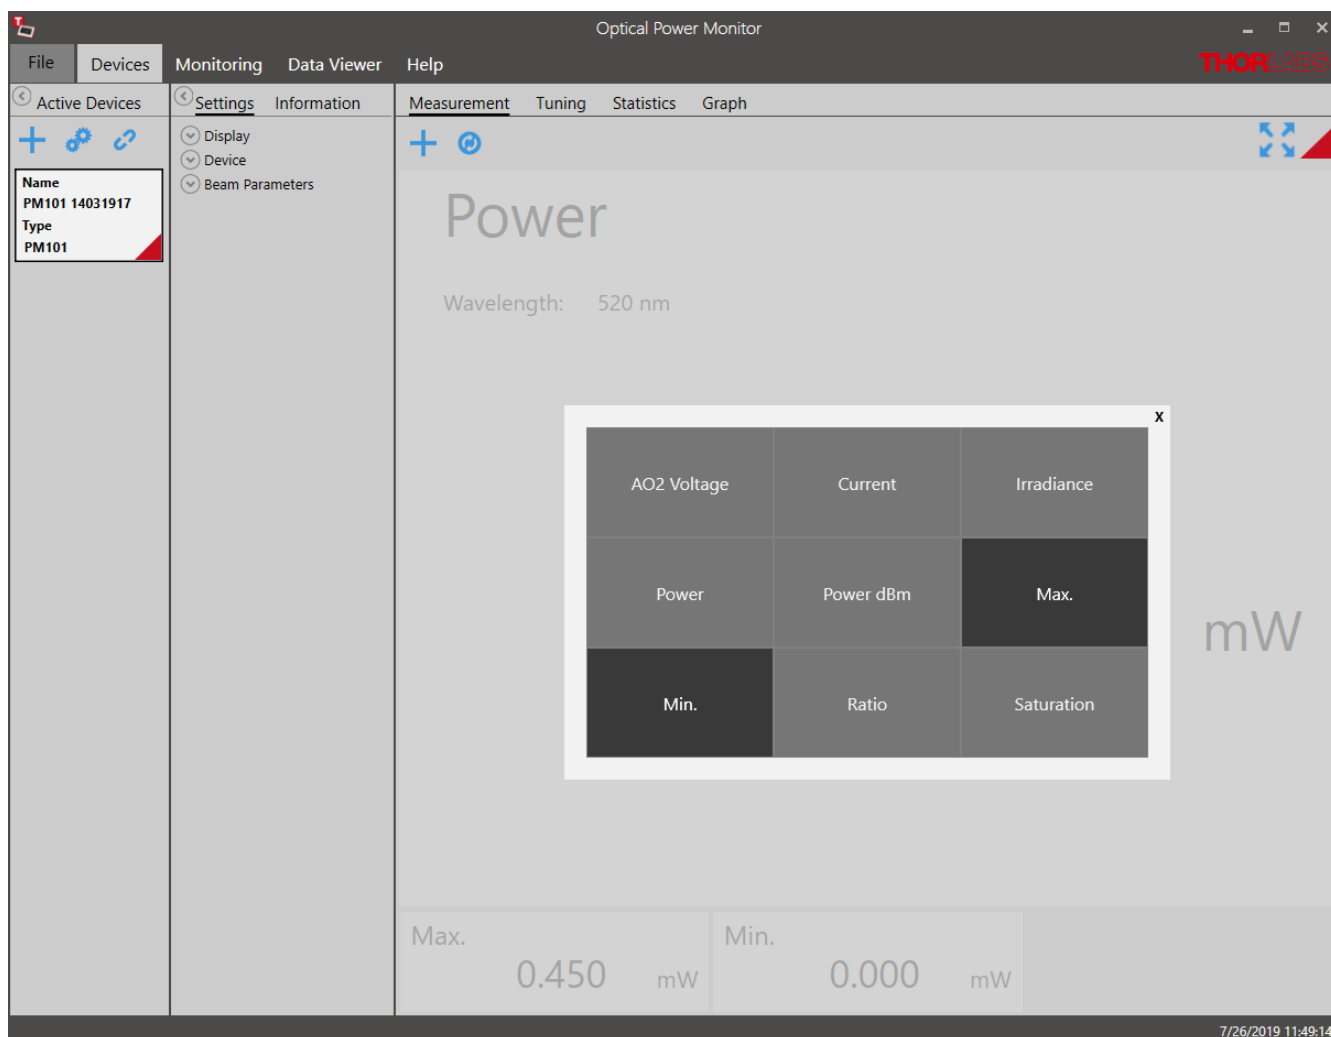 Optical Power Monitor
File Devices Monitoring Data Viewer Help
THORLABS
Active Devices
Settings Information
Measurement Tuning Statistics Graph
Display
Device
Beam Parameters
Name
PM101 14031917
Type
PM101
Power
Wavelength: 520 nm
X
AO2 Voltage Current Irradiance
Power Power dBm Max.
Min. Ratio Saturation
mW
Max.
0.450 mW
Min.
0.000 mW
7/26/2019 11:49:14